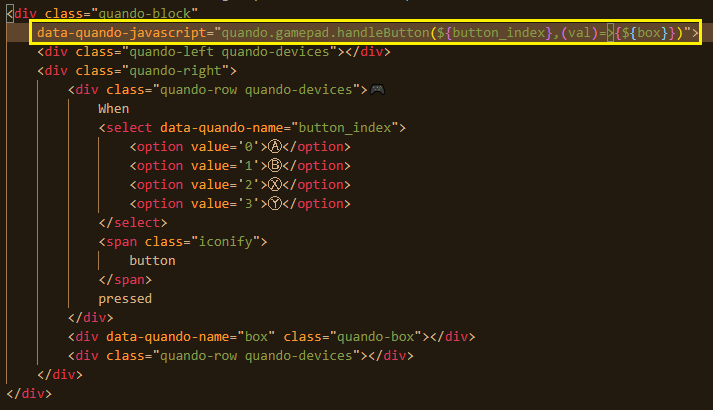 <div class="quando-block"
data-quando-javascript="quando.gamepad.handleButton(${button_index},(val)=>{${box}})">
<div class="quando-left quando-devices"></div>
<div class="quando-right">
<div class="quando-row quando-devices">🎮
When
<select data-quando-name="button_index">
<option value='0'>Ⓐ</option>
<option value='1'>Ⓑ</option>
<option value='2'>Ⓧ</option>
<option value='3'>Ⓨ</option>
</select>
<span class="iconify">
button
</span>
pressed
</div>
<div data-quando-name="box" class="quando-box"></div>
<div class="quando-row quando-devices"></div>
</div>
</div>